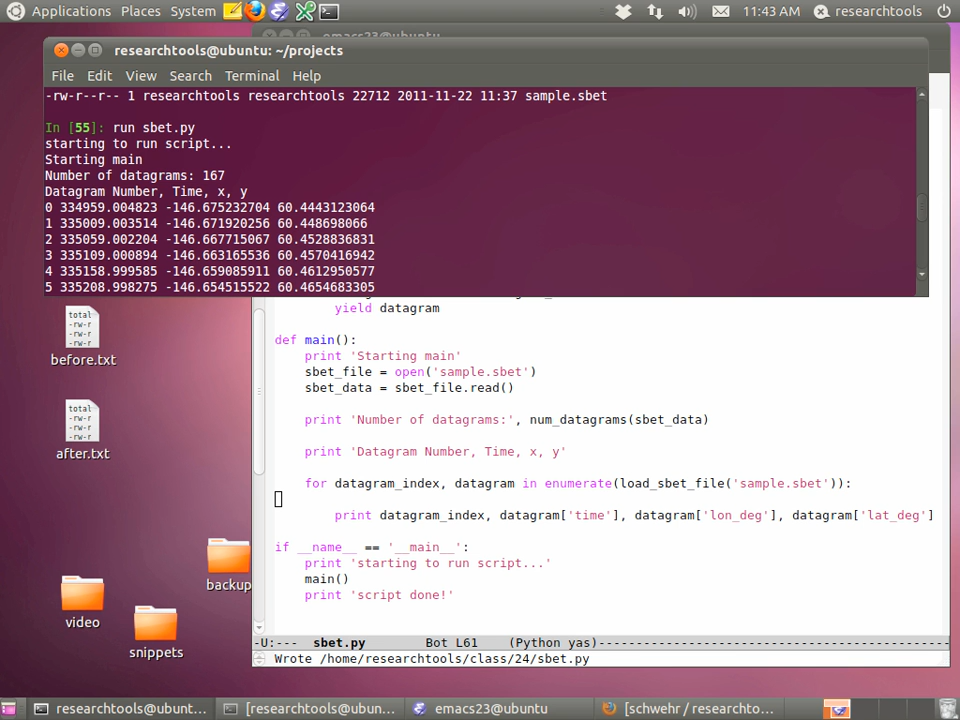 Applications Places System 11:43 AM researchtools
researchtools@ubuntu: ~/projects
File Edit View Search Terminal Help
-rw-r--r-- 1 researchtools researchtools 22712 2011-11-22 11:37 sample.sbet
In [55]: run sbet.py
starting to run script...
Starting main
Number of datagrams: 167
Datagram Number, Time, x, y
0 334959.004823 -146.675232704 60.4443123064
1 335009.003514 -146.671920256 60.448698066
2 335059.002204 -146.667715067 60.4528836831
3 335109.000894 -146.663165536 60.4570416942
4 335158.999585 -146.659085911 60.4612950577
5 335208.998275 -146.654515522 60.4654683305
yield datagram
def main():
print 'Starting main'
sbet_file = open('sample.sbet')
sbet_data = sbet_file.read()
print 'Number of datagrams:', num_datagrams(sbet_data)
print 'Datagram Number, Time, x, y'
for datagram_index, datagram in enumerate(load_sbet_file('sample.sbet')):
print datagram_index, datagram['time'], datagram['lon_deg'], datagram['lat_deg']
if __name__ == '__main__':
print 'starting to run script...'
main()
print 'script done!'
-U:--- sbet.py Bot L61 (Python yas)
Wrote /home/researchtools/class/24/sbet.py
total
-rw-r
-rw-r
before.txt
total
-rw-r
-rw-r
after.txt
backup
video
snippets
researchtools@ubuntu:... [researchtools@ubun... emacs23@ubuntu [schwehr / researchto...